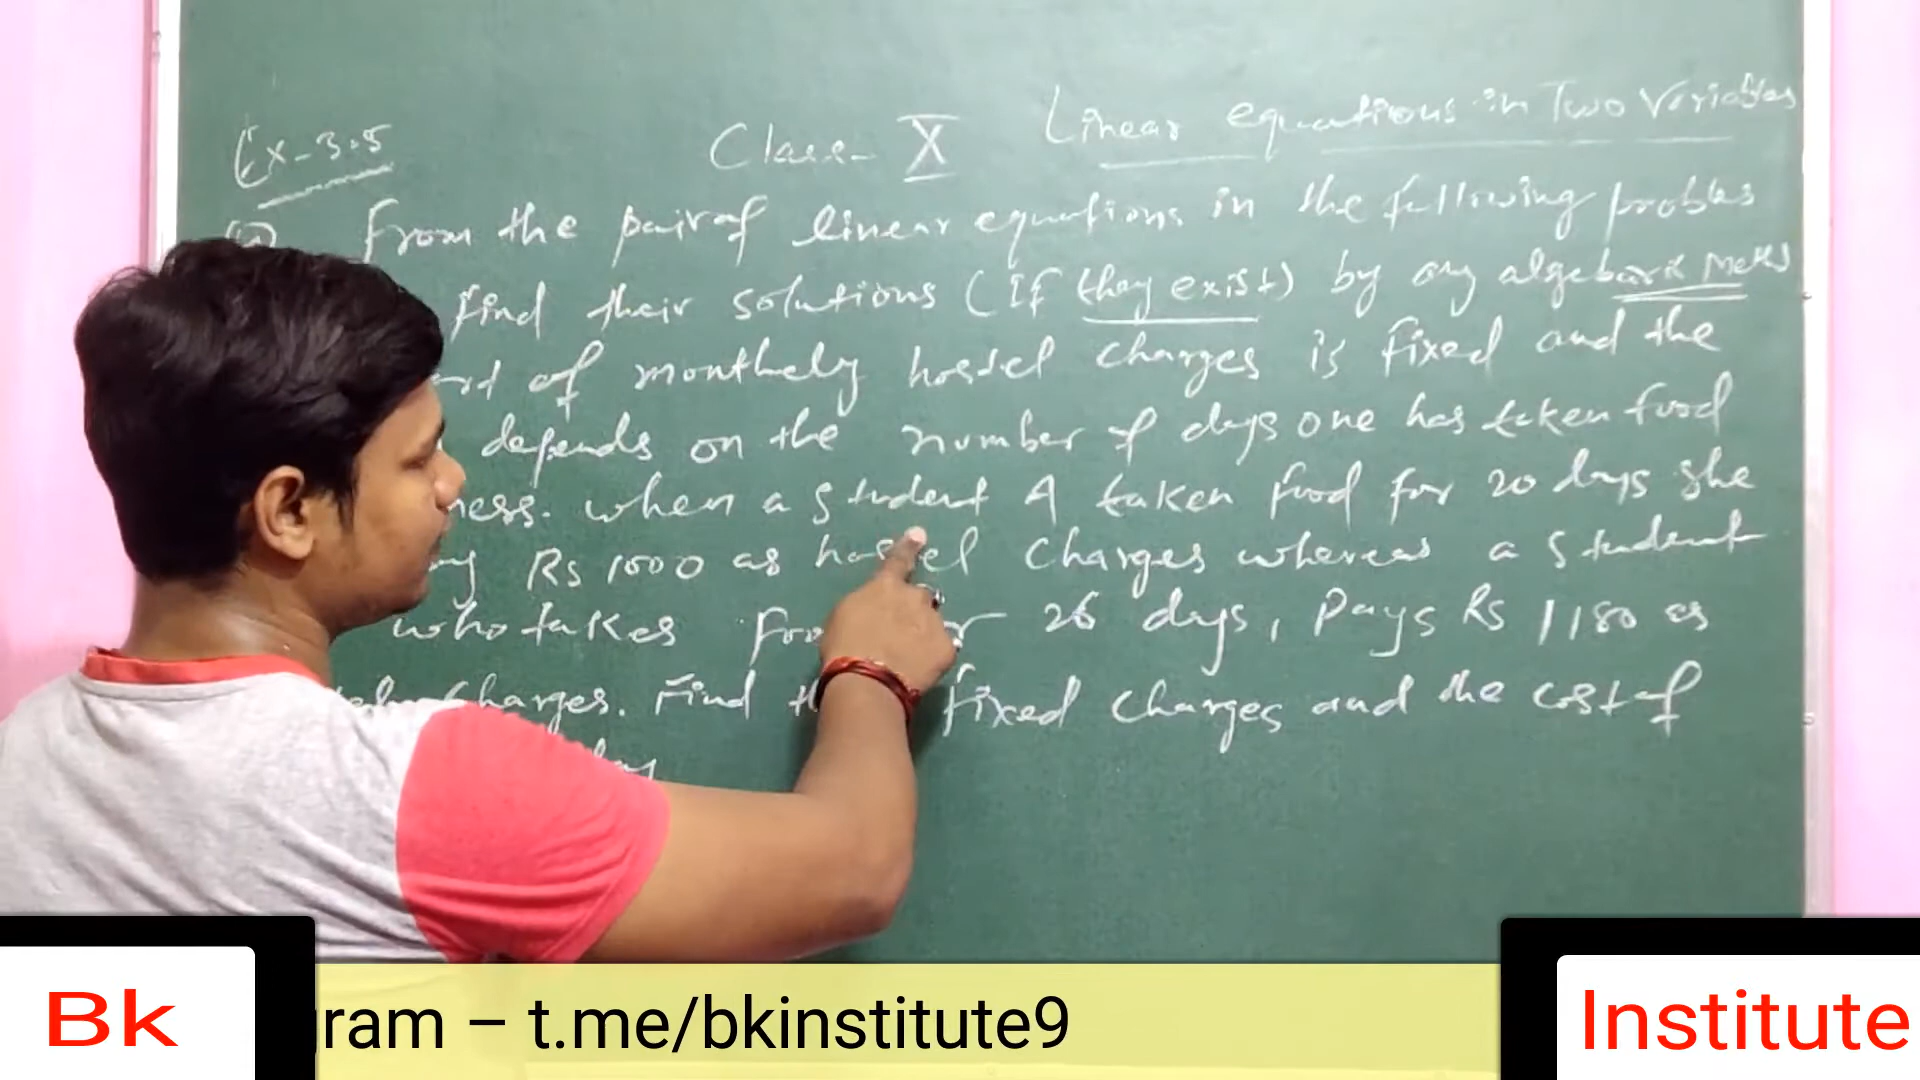 Ex-3.5
Class- X
Linear equations in Two Variables
From the pair of linear equations in the following
find their solutions (If they exist) by any algebraic
of monthely hostel charges is fixed and the
depends on the number of days one has taken food
mess. when a student A taken food for 20 days she
Rs 1000 as hostel charges whereas a student
who takes 26 days, Pays Rs 1180 as
charges. Find fixed charges and the cost of
Bk
gram – t.me/bkinstitute9
Institute